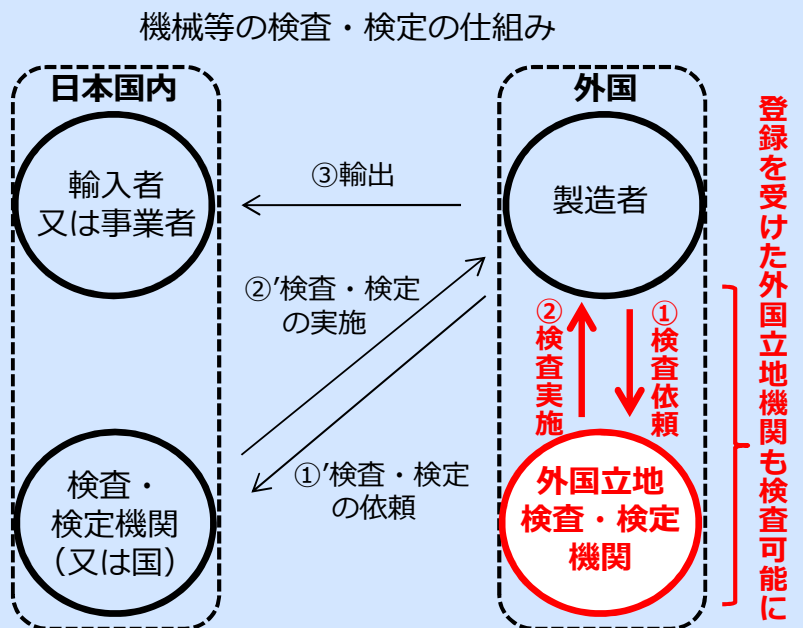 機械等の検査・検定の仕組み
日本国内
輸入者
又は事業者
検査・
検定機関
（又は国）
③輸出
②’検査・検定
の実施
①’検査・検定
の依頼
外国
製造者
②検査実施
①検査依頼
外国立地
検査・検定
機関
登録を受けた外国立地機関も検査可能に